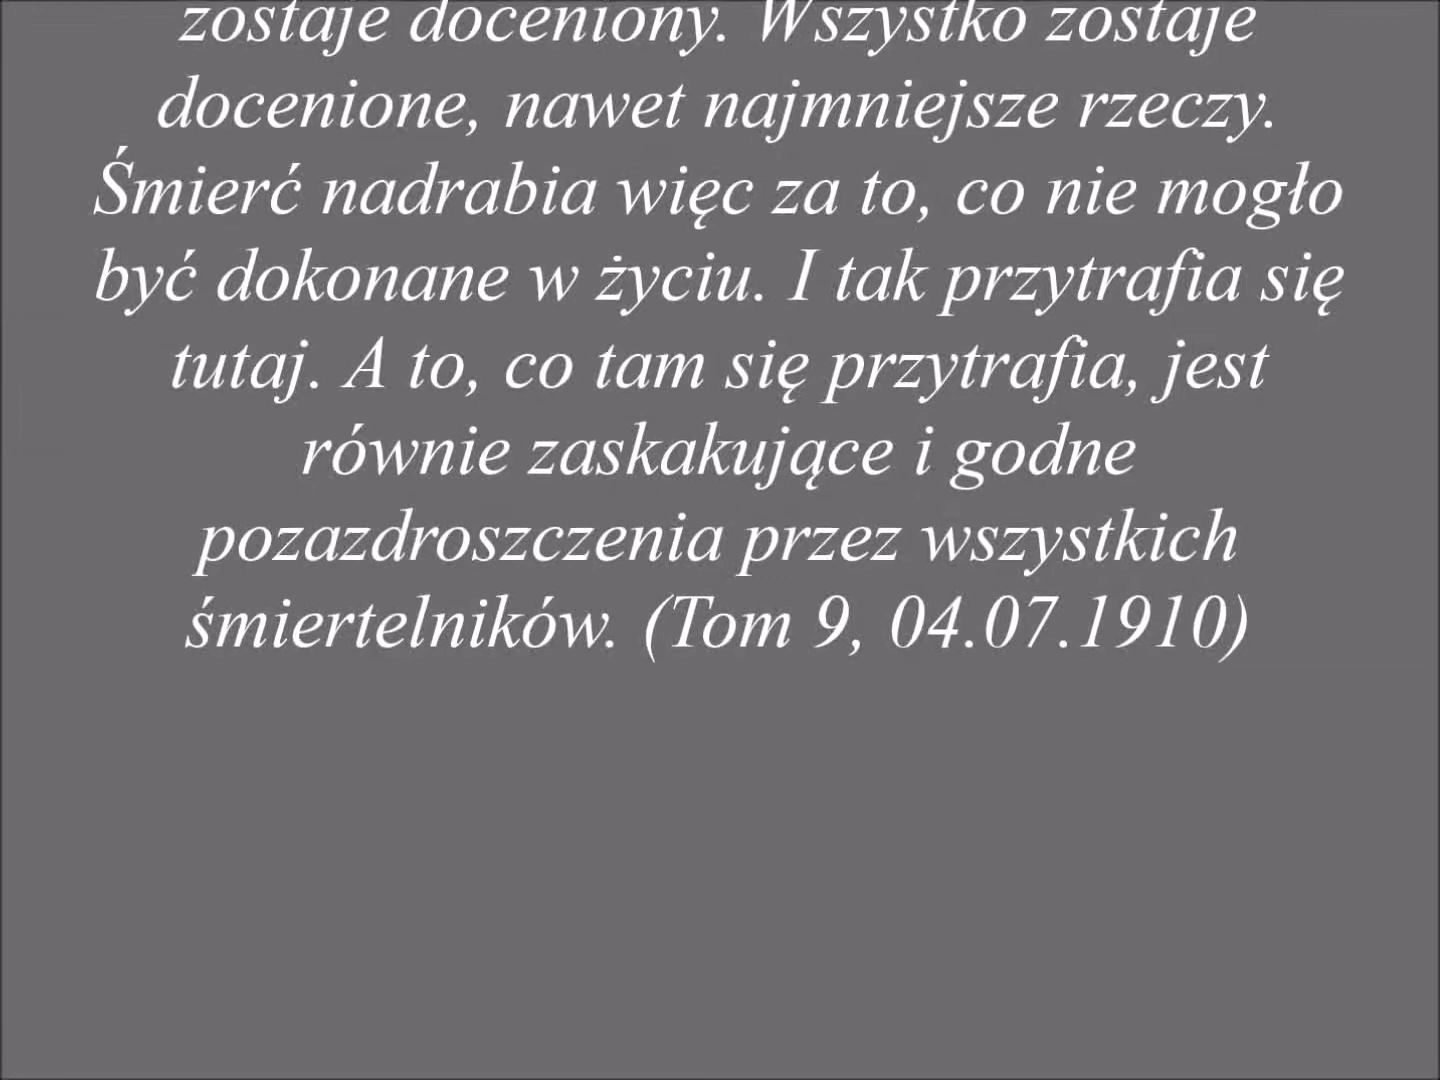 zostaje doceniony. Wszystko zostaje
docenione, nawet najmniejsze rzeczy.
Śmierć nadrabia więc za to, co nie mogło
być dokonane w życiu. I tak przytrafia się
tutaj. A to, co tam się przytrafia, jest
równie zaskakujące i godne
pozazdroszczenia przez wszystkich
śmiertelników. (Tom 9, 04.07.1910)